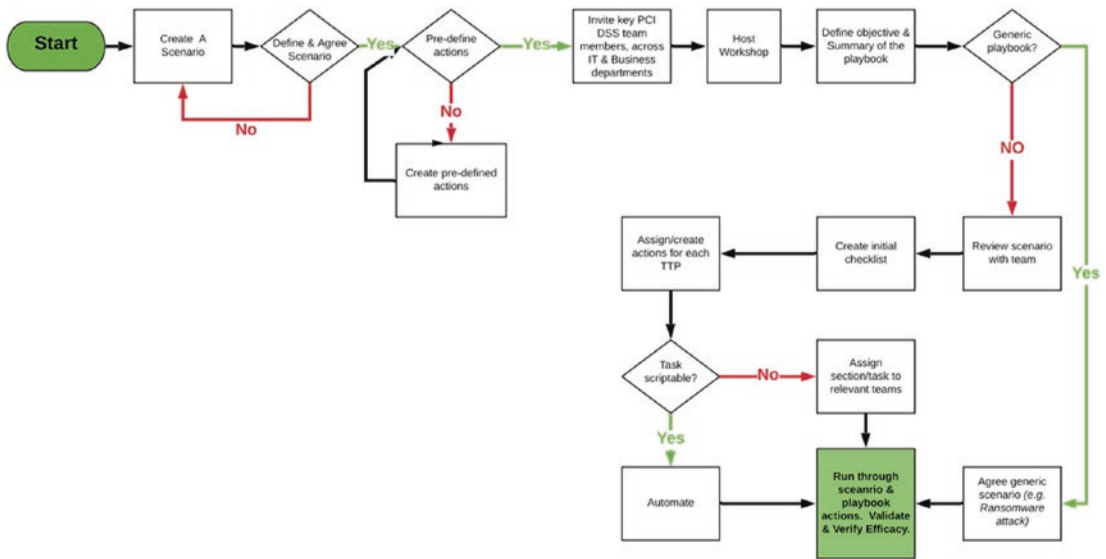 Start
Create A
Scenario
Define & Agree
Scenario
Yes
No
Pre-define
actions
Yes
No
Create pre-defined
actions
Invite key PCI
DSS team
members, across
IT & Business
departments
Host
Workshop
Define objective &
Summary of the
playbook
Generic
playbook?
NO
Yes
Review scenario
with team
Create initial
checklist
Assign/create
actions for each
TTP
Task
scriptable?
No
Yes
Assign
section/task to
relevant teams
Automate
Run through
sceanrio &
playbook
actions. Validate
& Verify Efficacy.
Agree generic
scenario (e.g.
Ransomware
attack)